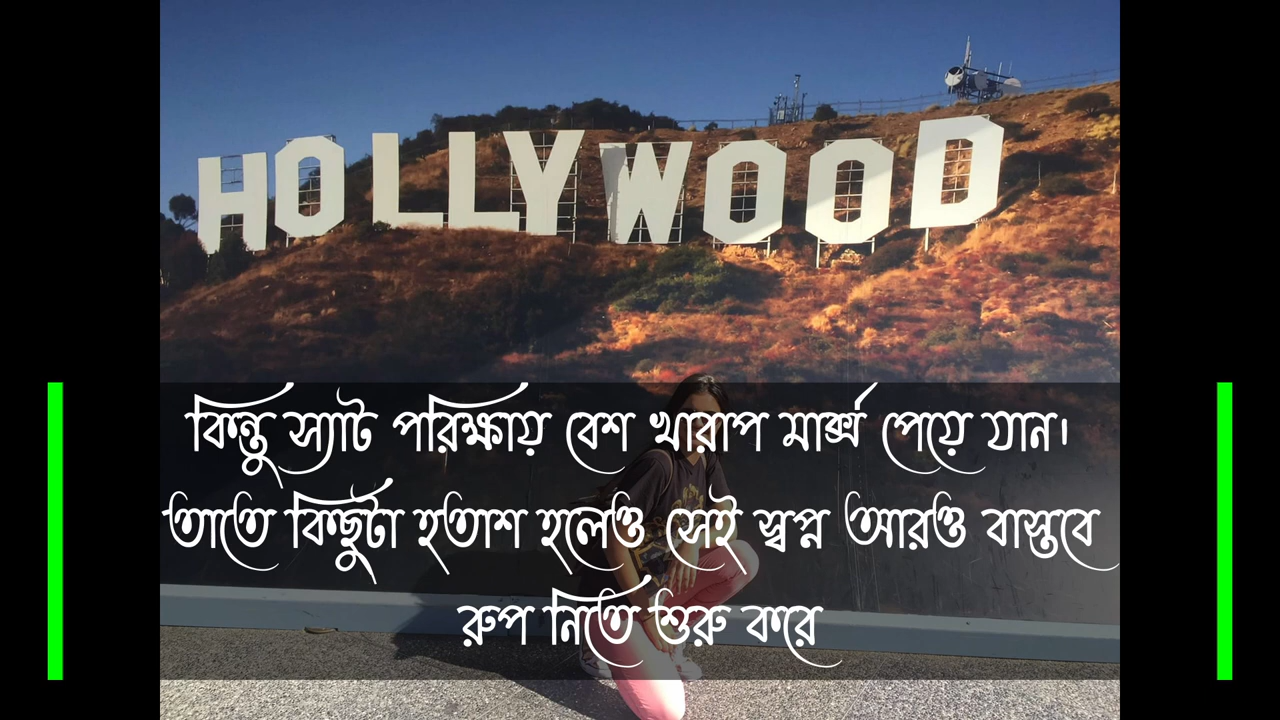 HOLLYWOOD
কিন্তু স্যাট পরিক্ষায় বেশ খারাপ মার্ক্স পেয়ে যান।
তাতে কিছুটা হতাশ হলেও সেই স্বপ্ন আরও বাস্তবে
রুপ নিতে শুরু করে